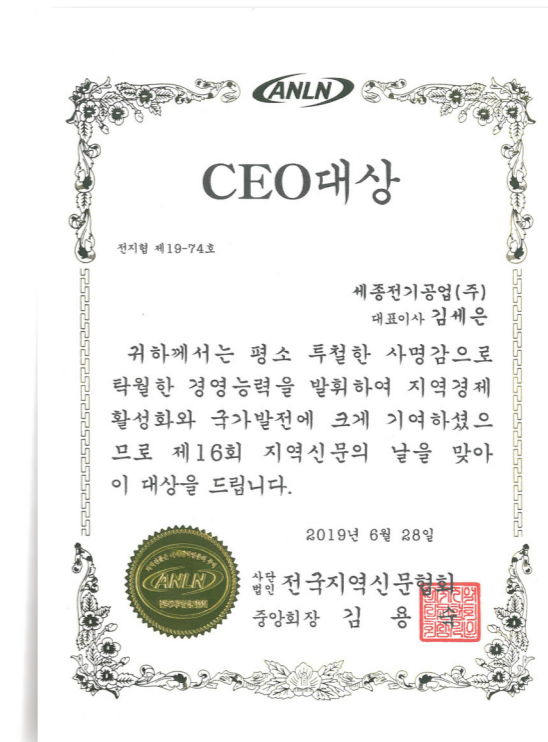 ANLN
CEO대상
전지협 제19-74호
세종전기공업(주)
대표이사 김세은
귀하께서는 평소 투철한 사명감으로
탁월한 경영능력을 발휘하여 지역경제
활성화와 국가발전에 크게 기여하셨으
므로 제16회 지역신문의 날을 맞아
이 대상을 드립니다.
2019년 6월 28일
ANLN
사단법인 전국지역신문협회
중앙회장 김용숙